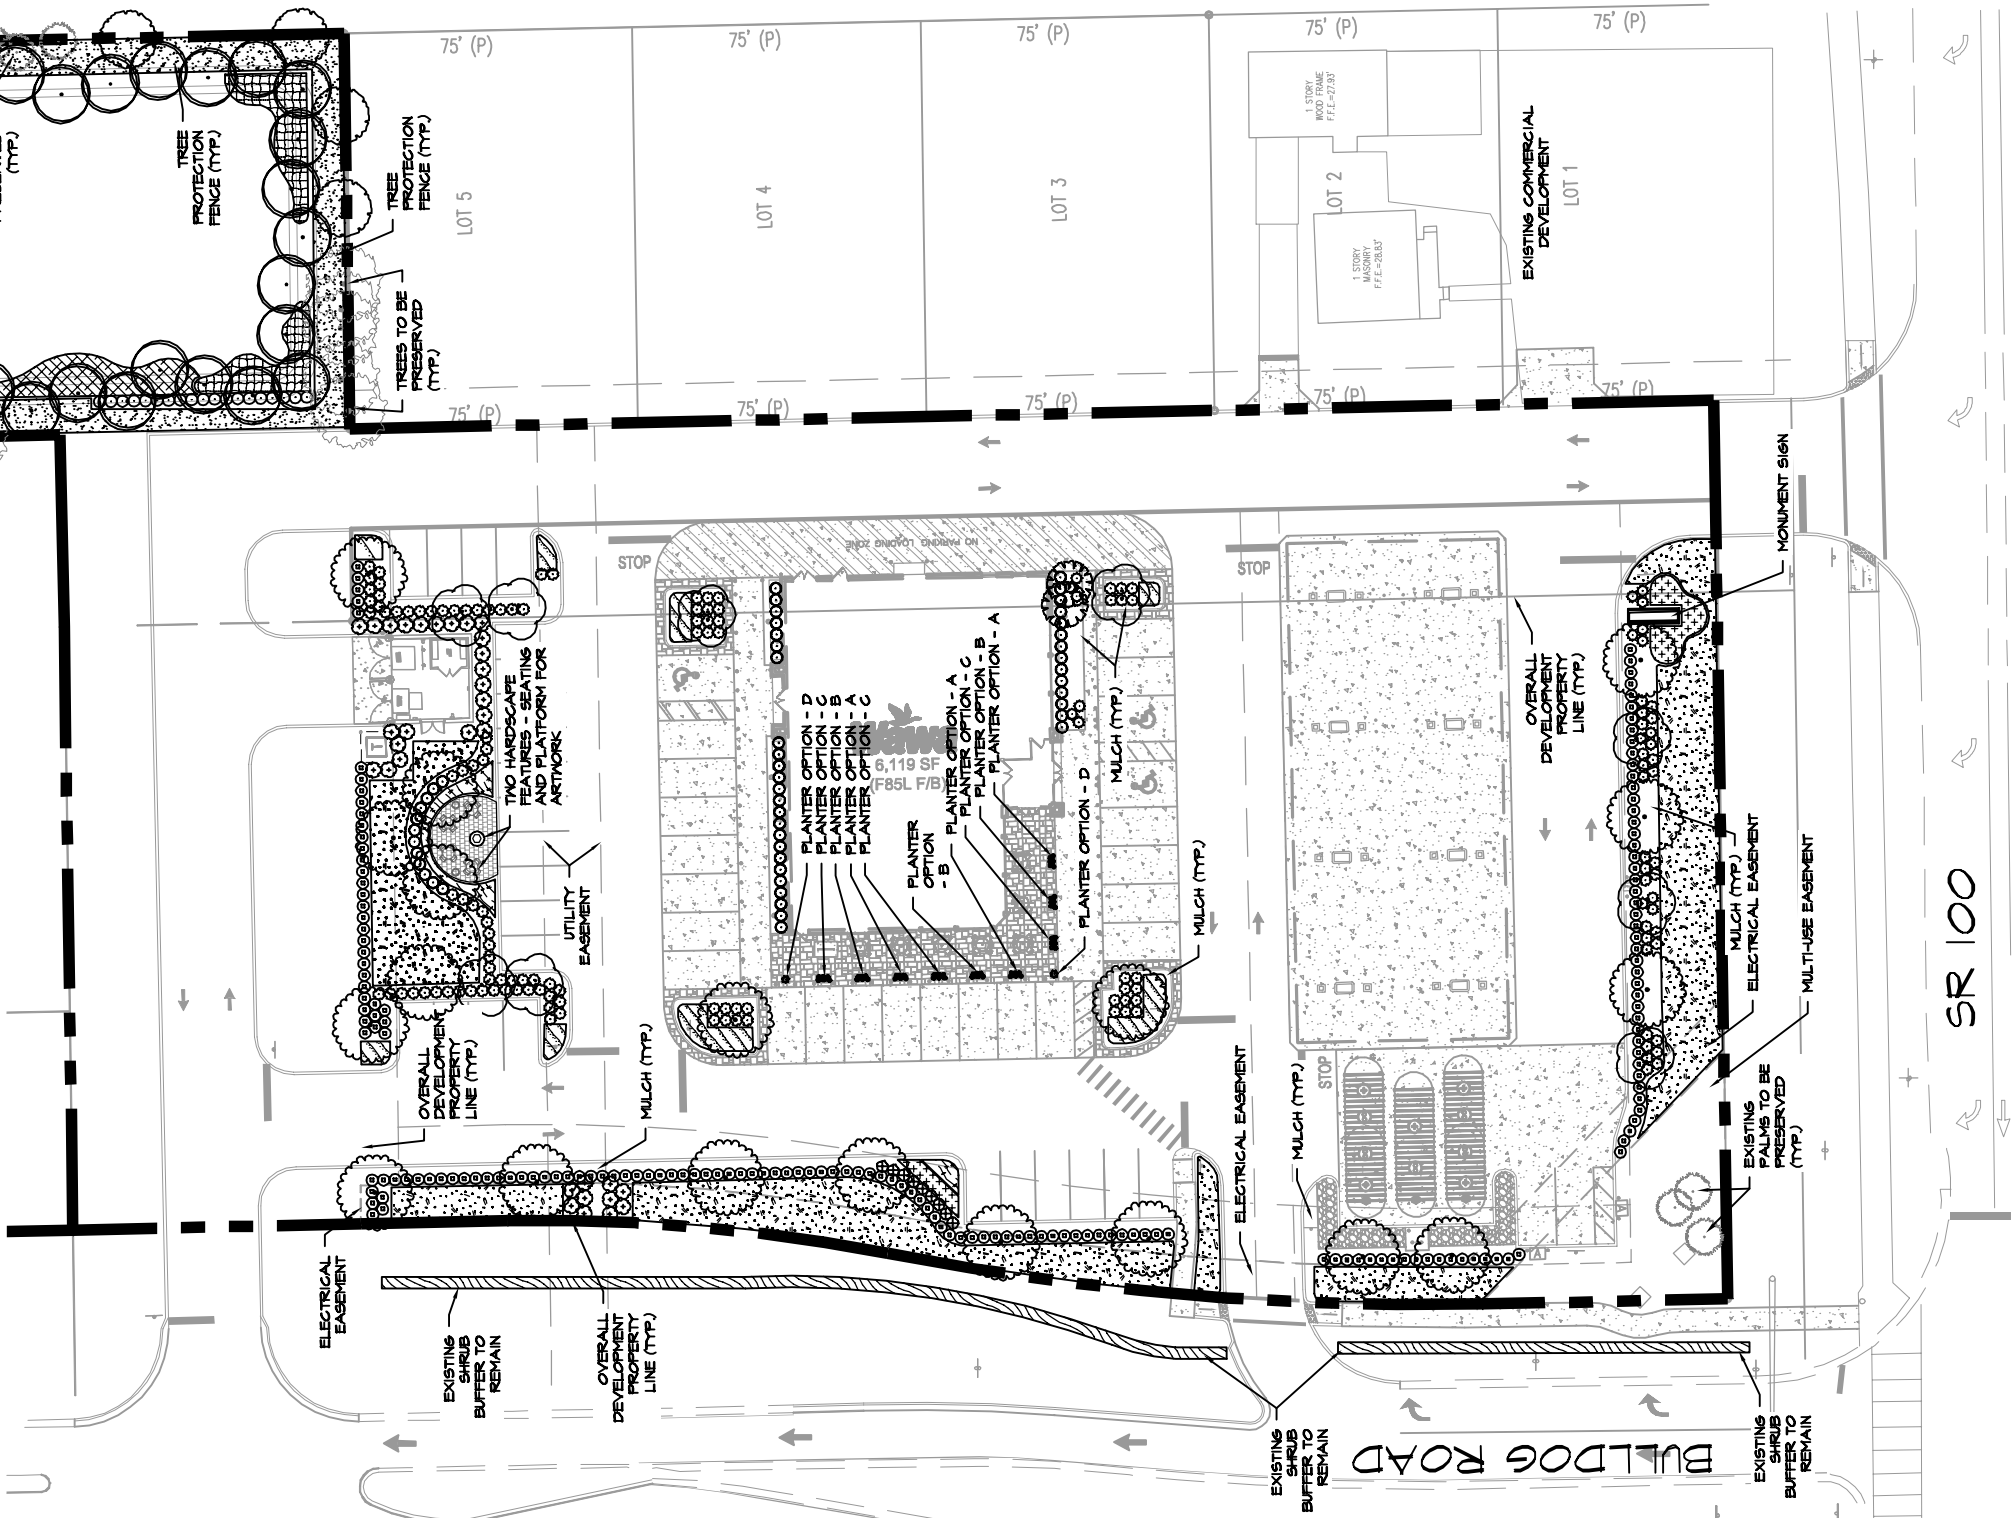 75' (P)
75' (P)
75' (P)
75' (P)
75' (P)
(TYP.)
TREE
PROTECTION
FENCE (TYP.)
TREE
PROTECTION
FENCE (TYP.)
TREES TO BE
PRESERVED
(TYP.)
LOT 5
LOT 4
LOT 3
LOT 2
LOT 1
1 STORY
WOOD FRAME
F.F.E.=27.93'
1 STORY
MASONRY
F.F.E.=28.83'
EXISTING COMMERCIAL
DEVELOPMENT
75' (P)
75' (P)
75' (P)
75' (P)
75' (P)
MONUMENT SIGN
NO PARKING LOADING ZONE
STOP
STOP
TWO HARDSCAPE
FEATURES - SEATING
AND PLATFORM FOR
ARTWORK
T
UTILITY
EASEMENT
PLANTER OPTION - D
PLANTER OPTION - C
PLANTER OPTION - B
PLANTER OPTION - A
PLANTER OPTION - C
PLANTER
OPTION
- B
PLANTER OPTION - A
PLANTER OPTION - C
PLANTER OPTION - B
PLANTER OPTION - A
PLANTER OPTION - D
Wawa
6,119 SF
(F85L F/B)
MULCH (TYP.)
MULCH (TYP.)
OVERALL
DEVELOPMENT
PROPERTY
LINE (TYP.)
MULCH (TYP.)
ELECTRICAL EASEMENT
MULTI-USE EASEMENT
SR 100
OVERALL
DEVELOPMENT
PROPERTY
LINE (TYP.)
MULCH (TYP.)
ELECTRICAL EASEMENT
MULCH (TYP.)
STOP
EXISTING
PALMS TO BE
PRESERVED
(TYP.)
A
A
ELECTRICAL
EASEMENT
EXISTING
SHRUB
BUFFER TO
REMAIN
OVERALL
DEVELOPMENT
PROPERTY
LINE (TYP.)
EXISTING
SHRUB
BUFFER TO
REMAIN
BULLDOG ROAD
EXISTING
SHRUB
BUFFER TO
REMAIN